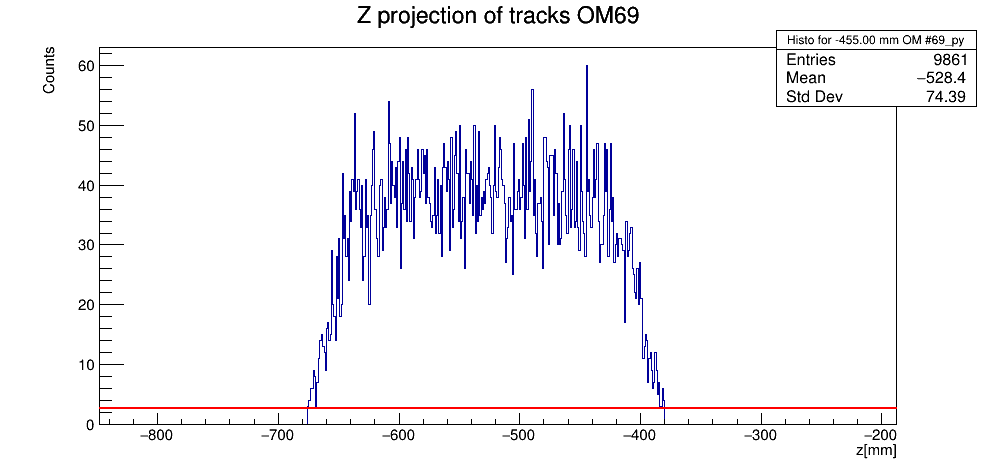 Z projection of tracks OM69
Histo for -455.00 mm OM #69_py
Entries 9861
Mean −528.4
Std Dev 74.39
Counts
60
50
40
30
20
10
0
−800 −700 −600 −500 −400 −300 −200
z[mm]